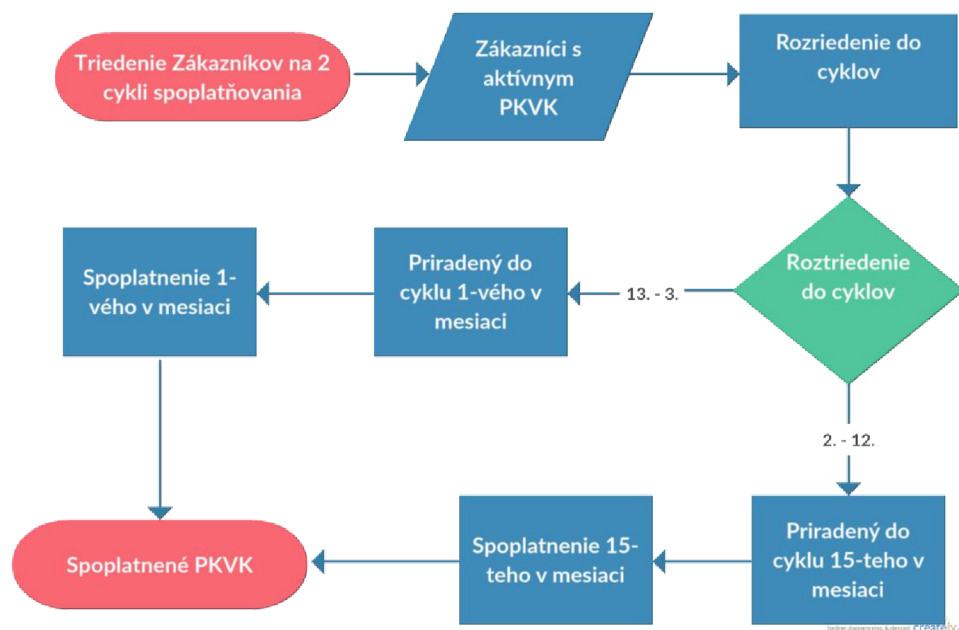 Triedenie Zákazníkov na 2
cykli spoplatňovania
Zákazníci s
aktívnym
PKVK
Rozriedenie do
cyklov
Roztriedenie
do cyklov
13. - 3.
Priradený do
cyklu 1-vého v
mesiaci
Spoplatnenie 1-
vého v mesiaci
2. - 12.
Priradený do
cyklu 15-teho v
mesiaci
Spoplatnenie 15-
teho v mesiaci
Spoplatnené PKVK
creately